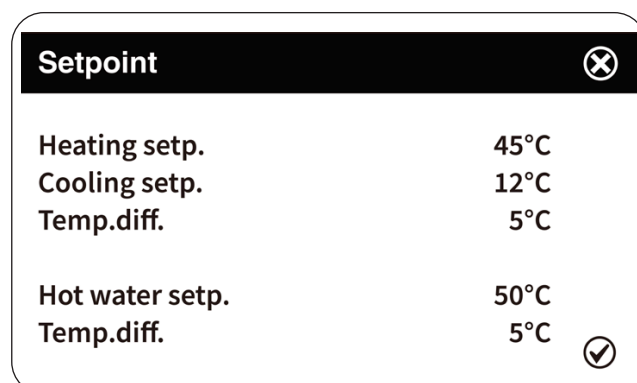 Setpoint
Heating setp. 45°C
Cooling setp. 12°C
Temp.diff. 5°C
Hot water setp. 50°C
Temp.diff. 5°C